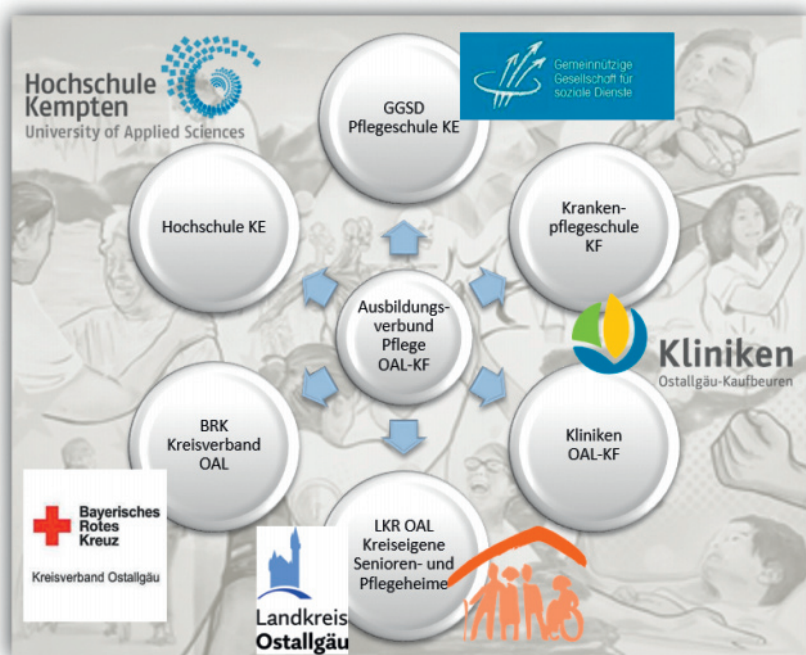 Hochschule
Kempten
University of Applied Sciences
GGSD
Pflegeschule KE
Gemeinnützige
Gesellschaft für
soziale Dienste
Hochschule KE
Kranken-
pflegeschule
KF
Ausbildungs-
verbund
Pflege
OAL-KF
Kliniken
Ostallgäu-Kaufbeuren
BRK
Kreisverband
OAL
Kliniken
OAL-KF
Bayerisches
Rotes
Kreuz
Kreisverband Ostallgäu
LKR OAL
Kreiseigene
Senioren- und
Pflegeheime
Landkreis
Ostallgäu